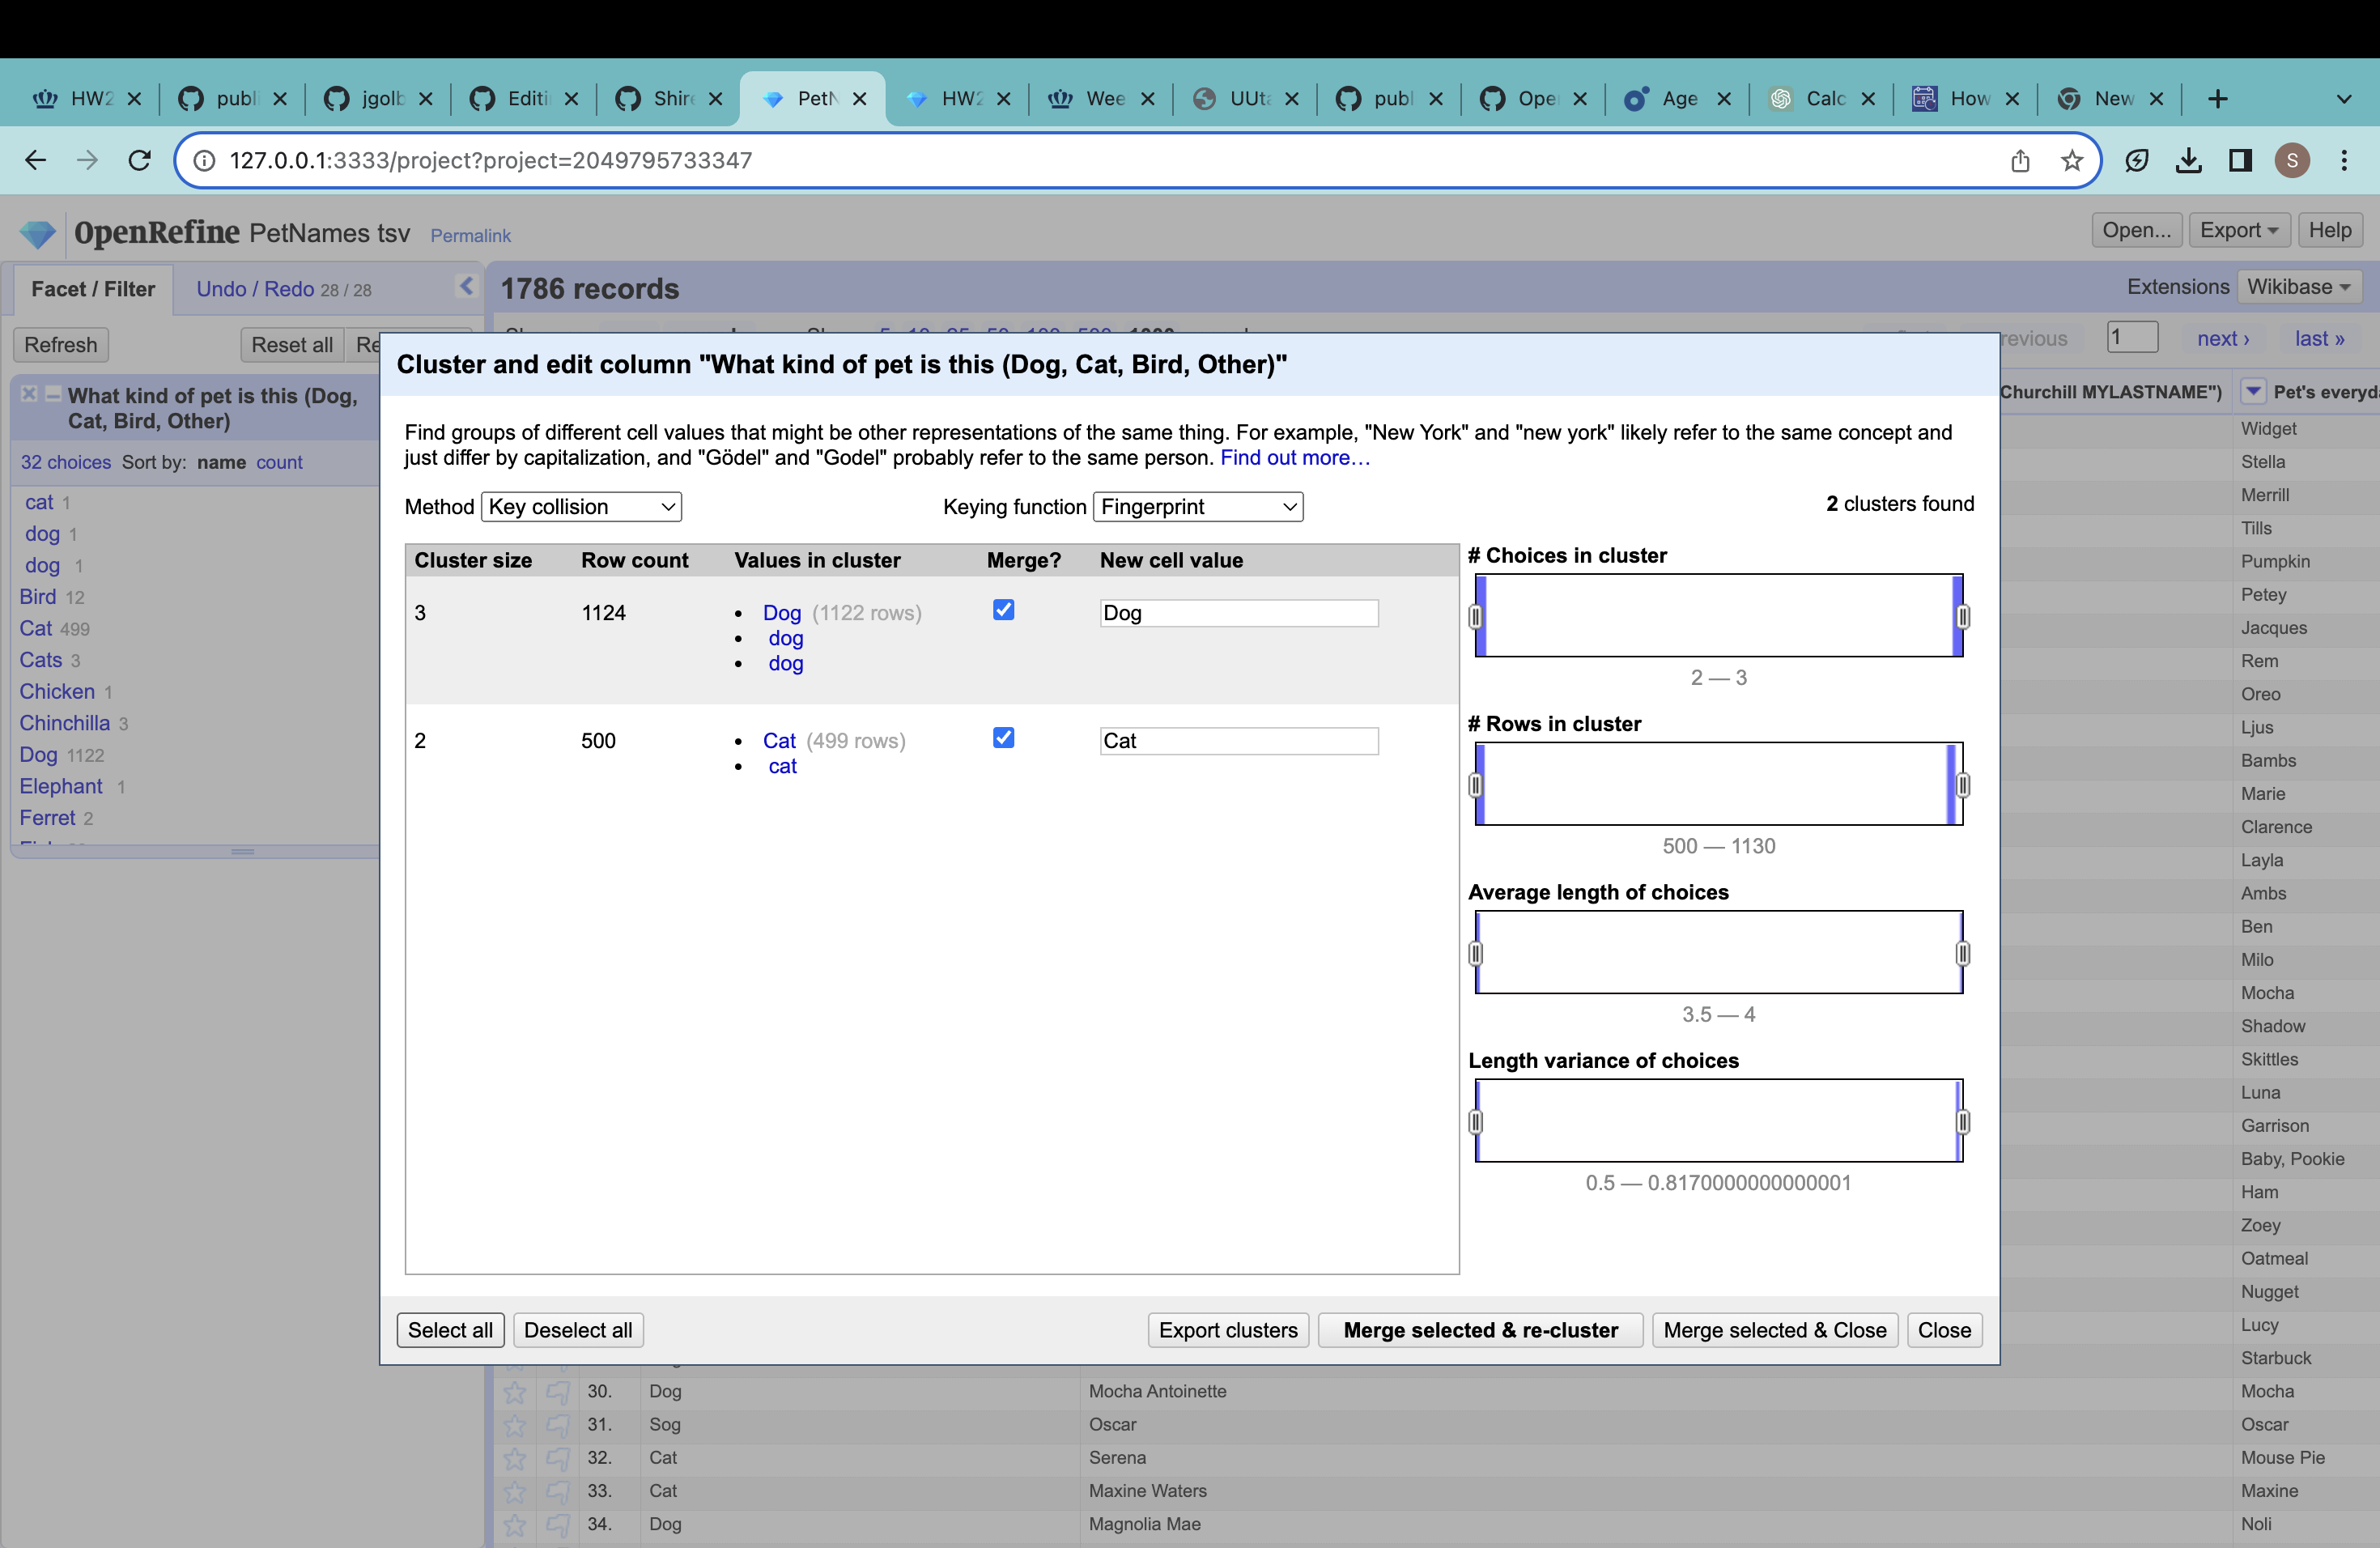 HW2 publ jgolb Editi Shire PetN HW2 Wee UUta publ Ope Age Calc How New
127.0.0.1:3333/project?project=2049795733347 S
OpenRefine PetNames tsv Permalink Open... Export Help
Facet / Filter Undo / Redo 28 / 28 1786 records Extensions Wikibase
Refresh Reset all Re 5 10 25 50 100 500 1000 revious 1 next › last »
Cluster and edit column "What kind of pet is this (Dog, Cat, Bird, Other)"
What kind of pet is this (Dog,
Cat, Bird, Other)
32 choices Sort by: name count
cat 1
dog 1
dog 1
Bird 12
Cat 499
Cats 3
Chicken 1
Chinchilla 3
Dog 1122
Elephant 1
Ferret 2
Find groups of different cell values that might be other representations of the same thing. For example, "New York" and "new york" likely refer to the same concept and
just differ by capitalization, and "Gödel" and "Godel" probably refer to the same person. Find out more…
Method Key collision Keying function Fingerprint 2 clusters found
Cluster size Row count Values in cluster Merge? New cell value
3 1124 • Dog (1122 rows) Dog
• dog
• dog
2 500 • Cat (499 rows) Cat
• cat
# Choices in cluster
2 — 3
# Rows in cluster
500 — 1130
Average length of choices
3.5 — 4
Length variance of choices
0.5 — 0.8170000000000001
Select all Deselect all Export clusters Merge selected & re-cluster Merge selected & Close Close
Churchill MYLASTNAME") Pet's everyd
Widget
Stella
Merrill
Tills
Pumpkin
Petey
Jacques
Rem
Oreo
Ljus
Bambs
Marie
Clarence
Layla
Ambs
Ben
Milo
Mocha
Shadow
Skittles
Luna
Garrison
Baby, Pookie
Ham
Zoey
Oatmeal
Nugget
Lucy
Starbuck
30. Dog Mocha Antoinette Mocha
31. Sog Oscar Oscar
32. Cat Serena Mouse Pie
33. Cat Maxine Waters Maxine
34. Dog Magnolia Mae Noli